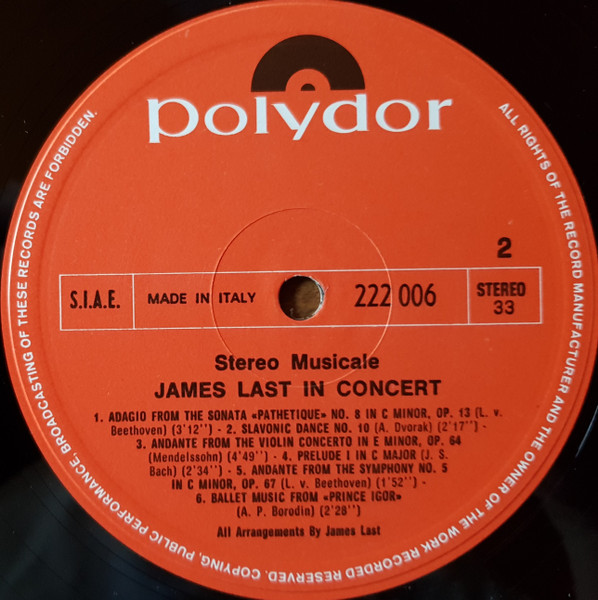 polydor
2
S.I.A.E.
MADE IN ITALY
222 006
STEREO
33
Stereo Musicale
JAMES LAST IN CONCERT
1. ADAGIO FROM THE SONATA «PATHETIQUE» NO. 8 IN C MINOR, OP. 13 (L. v.
Beethoven) (3'12'') - 2. SLAVONIC DANCE NO. 10 (A. Dvorak) (2'17'') -
3. ANDANTE FROM THE VIOLIN CONCERTO IN E MINOR, OP. 64
(Mendelssohn) (4'49'') - 4. PRELUDE I IN C MAJOR (J. S.
Bach) (2'34'') - 5. ANDANTE FROM THE SYMPHONY NO. 5
IN C MINOR, OP. 67 (L. v. Beethoven) (1'52'') -
6. BALLET MUSIC FROM «PRINCE IGOR»
(A. P. Borodin) (2'28'')
All Arrangements By James Last
ALL RIGHTS OF THE RECORD MANUFACTURER AND THE OWNER OF THE WORK RECORDED RESERVED. COPYING, PUBLIC PERFORMANCE, BROADCASTING OF THESE RECORDS ARE FORBIDDEN.